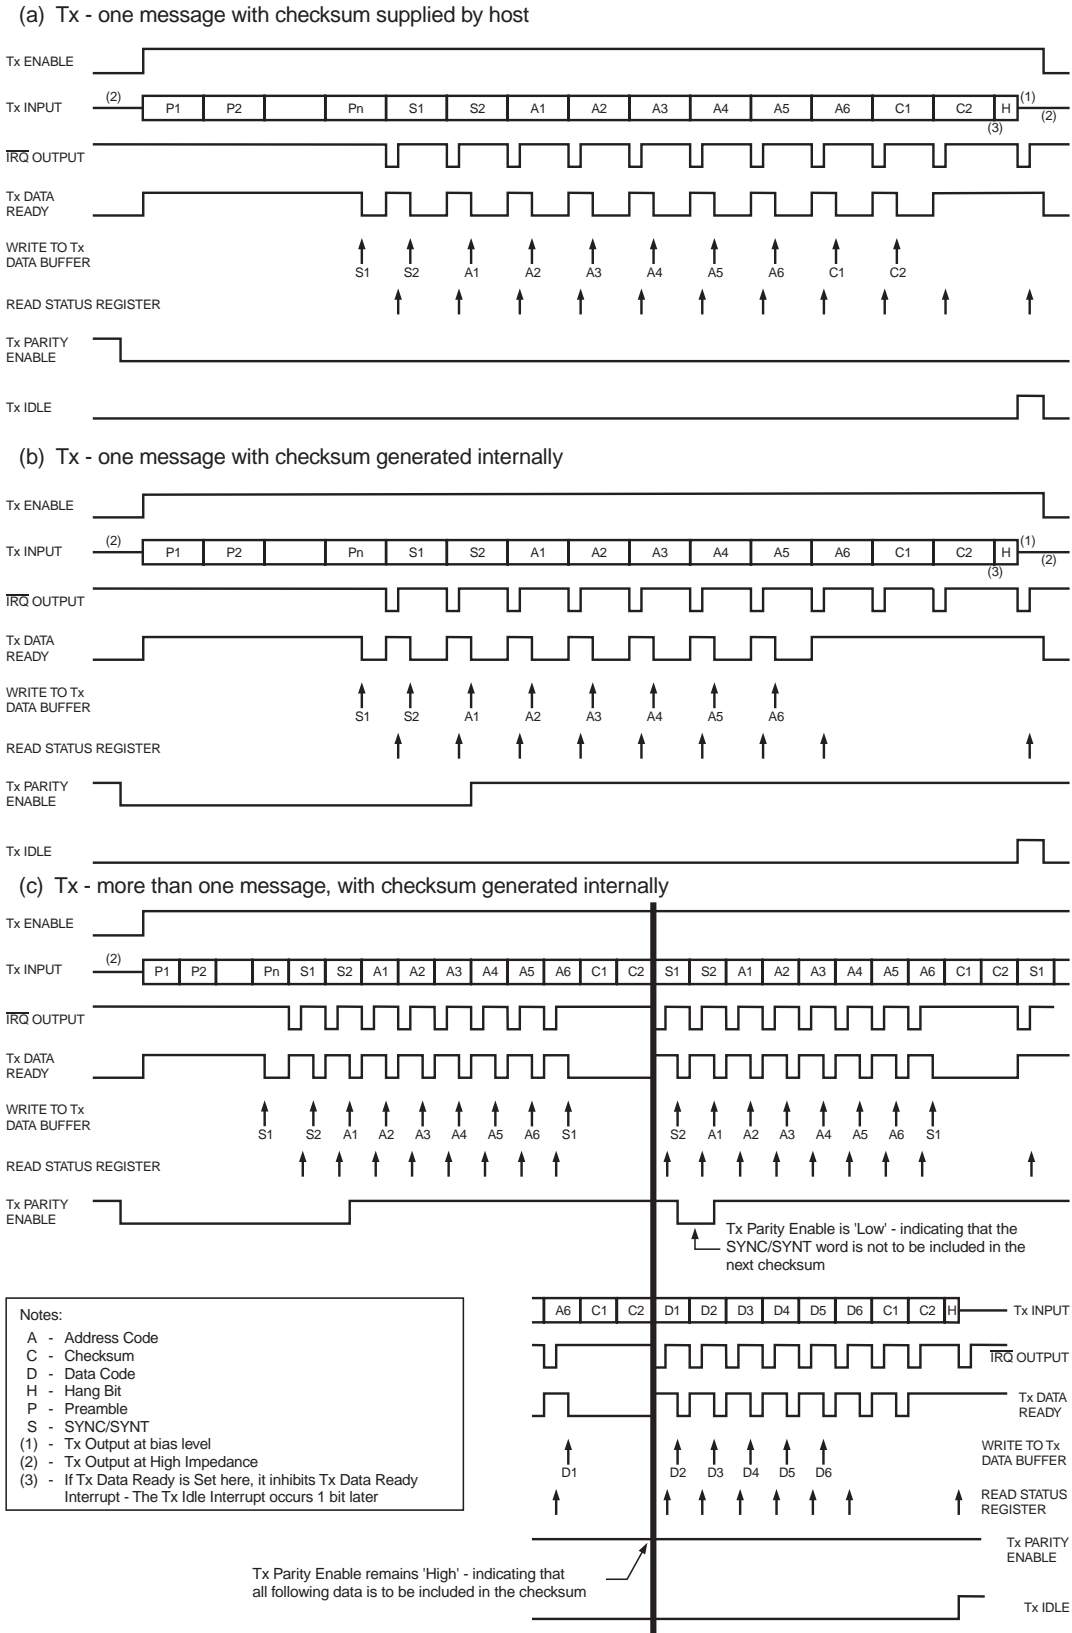 (a) Tx - one message with checksum supplied by host
Tx ENABLE
Tx INPUT (2) P1 P2 Pn S1 S2 A1 A2 A3 A4 A5 A6 C1 C2 H (1)
(3) (2)
IRQ OUTPUT
Tx DATA
READY
WRITE TO Tx
DATA BUFFER
S1 S2 A1 A2 A3 A4 A5 A6 C1 C2
READ STATUS REGISTER
Tx PARITY
ENABLE
Tx IDLE
(b) Tx - one message with checksum generated internally
Tx ENABLE
Tx INPUT (2) P1 P2 Pn S1 S2 A1 A2 A3 A4 A5 A6 C1 C2 H (1)
(3) (2)
IRQ OUTPUT
Tx DATA
READY
WRITE TO Tx
DATA BUFFER
S1 S2 A1 A2 A3 A4 A5 A6
READ STATUS REGISTER
Tx PARITY
ENABLE
Tx IDLE
(c) Tx - more than one message, with checksum generated internally
Tx ENABLE
Tx INPUT (2) P1 P2 Pn S1 S2 A1 A2 A3 A4 A5 A6 C1 C2 S1 S2 A1 A2 A3 A4 A5 A6 C1 C2 S1
IRQ OUTPUT
Tx DATA
READY
WRITE TO Tx
DATA BUFFER
S1 S2 A1 A2 A3 A4 A5 A6 S1 S2 A1 A2 A3 A4 A5 A6 S1
READ STATUS REGISTER
Tx PARITY
ENABLE
Tx Parity Enable is 'Low' - indicating that the
SYNC/SYNT word is not to be included in the
next checksum
A6 C1 C2 D1 D2 D3 D4 D5 D6 C1 C2 H Tx INPUT
IRQ OUTPUT
Tx DATA
READY
WRITE TO Tx
DATA BUFFER
D1 D2 D3 D4 D5 D6
READ STATUS
REGISTER
Tx PARITY
ENABLE
Tx IDLE
Notes:
A - Address Code
C - Checksum
D - Data Code
H - Hang Bit
P - Preamble
S - SYNC/SYNT
(1) - Tx Output at bias level
(2) - Tx Output at High Impedance
(3) - If Tx Data Ready is Set here, it inhibits Tx Data Ready
Interrupt - The Tx Idle Interrupt occurs 1 bit later
Tx Parity Enable remains 'High' - indicating that
all following data is to be included in the checksum